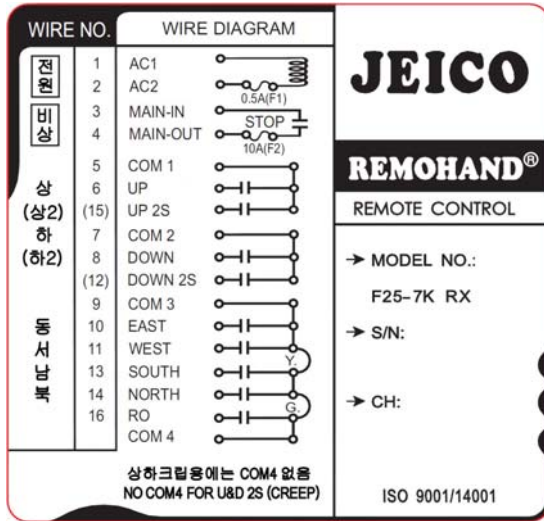 WIRE NO. WIRE DIAGRAM
전원 1 AC1
2 AC2
0.5A(F1)
비상 3 MAIN-IN
STOP
4 MAIN-OUT
10A(F2)
5 COM 1
상 6 UP
(상2) (15) UP 2S
하 7 COM 2
(하2) 8 DOWN
(12) DOWN 2S
9 COM 3
동 10 EAST
서 11 WEST
Y.
남 13 SOUTH
북 14 NORTH
G.
16 RO
COM 4
상하크립용에는 COM4 없음
NO COM4 FOR U&D 2S (CREEP)
JEICO
REMOHAND®
REMOTE CONTROL
→ MODEL NO.:
F25-7K RX
→ S/N:
→ CH:
ISO 9001/14001